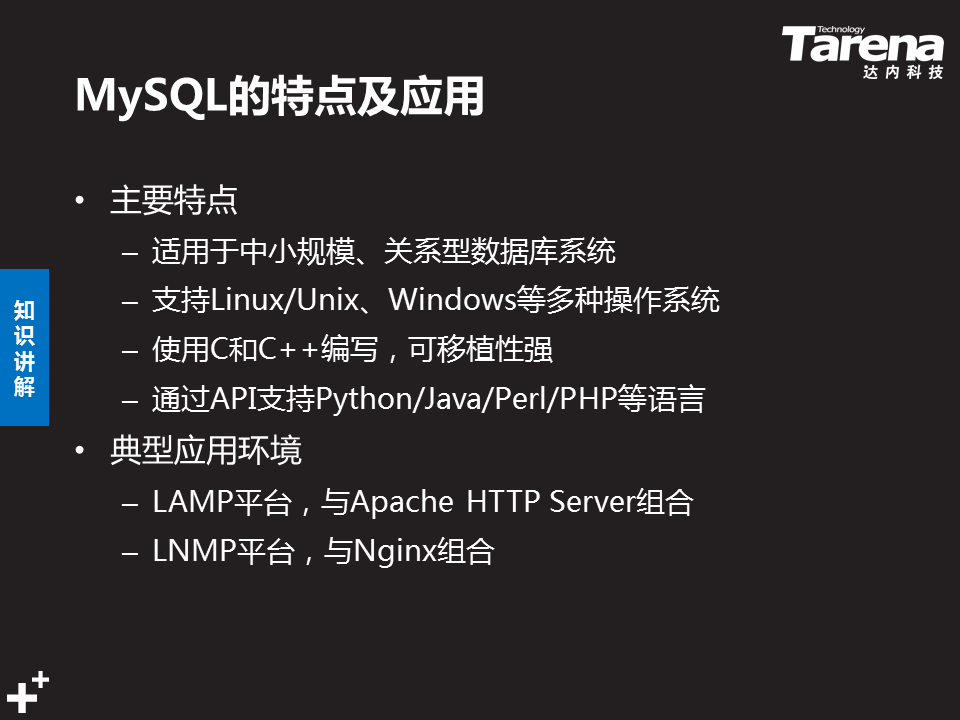 Technology
Tarena
达内科技
MySQL的特点及应用
• 主要特点
– 适用于中小规模、关系型数据库系统
– 支持Linux/Unix、Windows等多种操作系统
– 使用C和C++编写，可移植性强
– 通过API支持Python/Java/Perl/PHP等语言
• 典型应用环境
– LAMP平台，与Apache HTTP Server组合
– LNMP平台，与Nginx组合
知识讲解